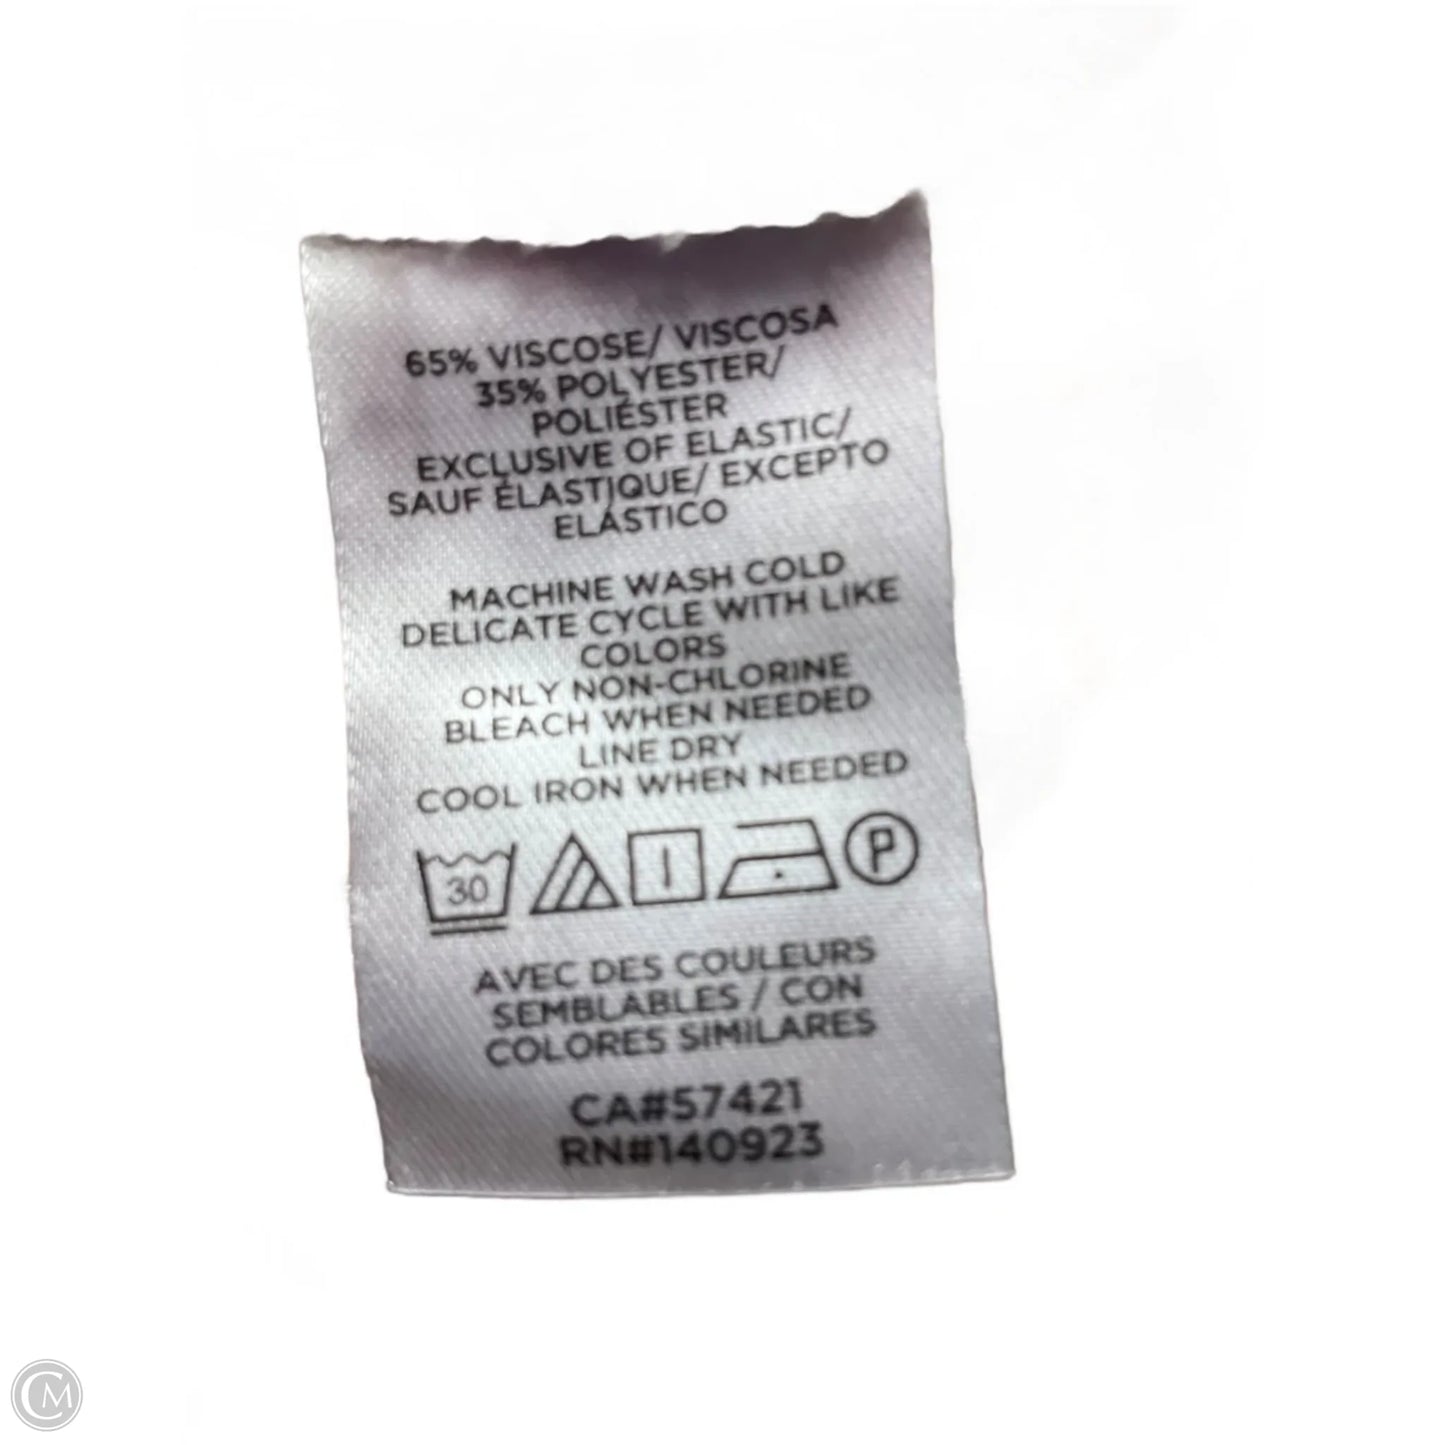 65% VISCOSE/ VISCOSA
35% POLYESTER/
POLIÉSTER
EXCLUSIVE OF ELASTIC/
SAUF ÉLASTIQUE/ EXCEPTO
ELÁSTICO
MACHINE WASH COLD
DELICATE CYCLE WITH LIKE
COLORS
ONLY NON-CHLORINE
BLEACH WHEN NEEDED
LINE DRY
COOL IRON WHEN NEEDED
30 P
AVEC DES COULEURS
SEMBLABLES / CON
COLORES SIMILARES
CA#57421
RN#140923
CM